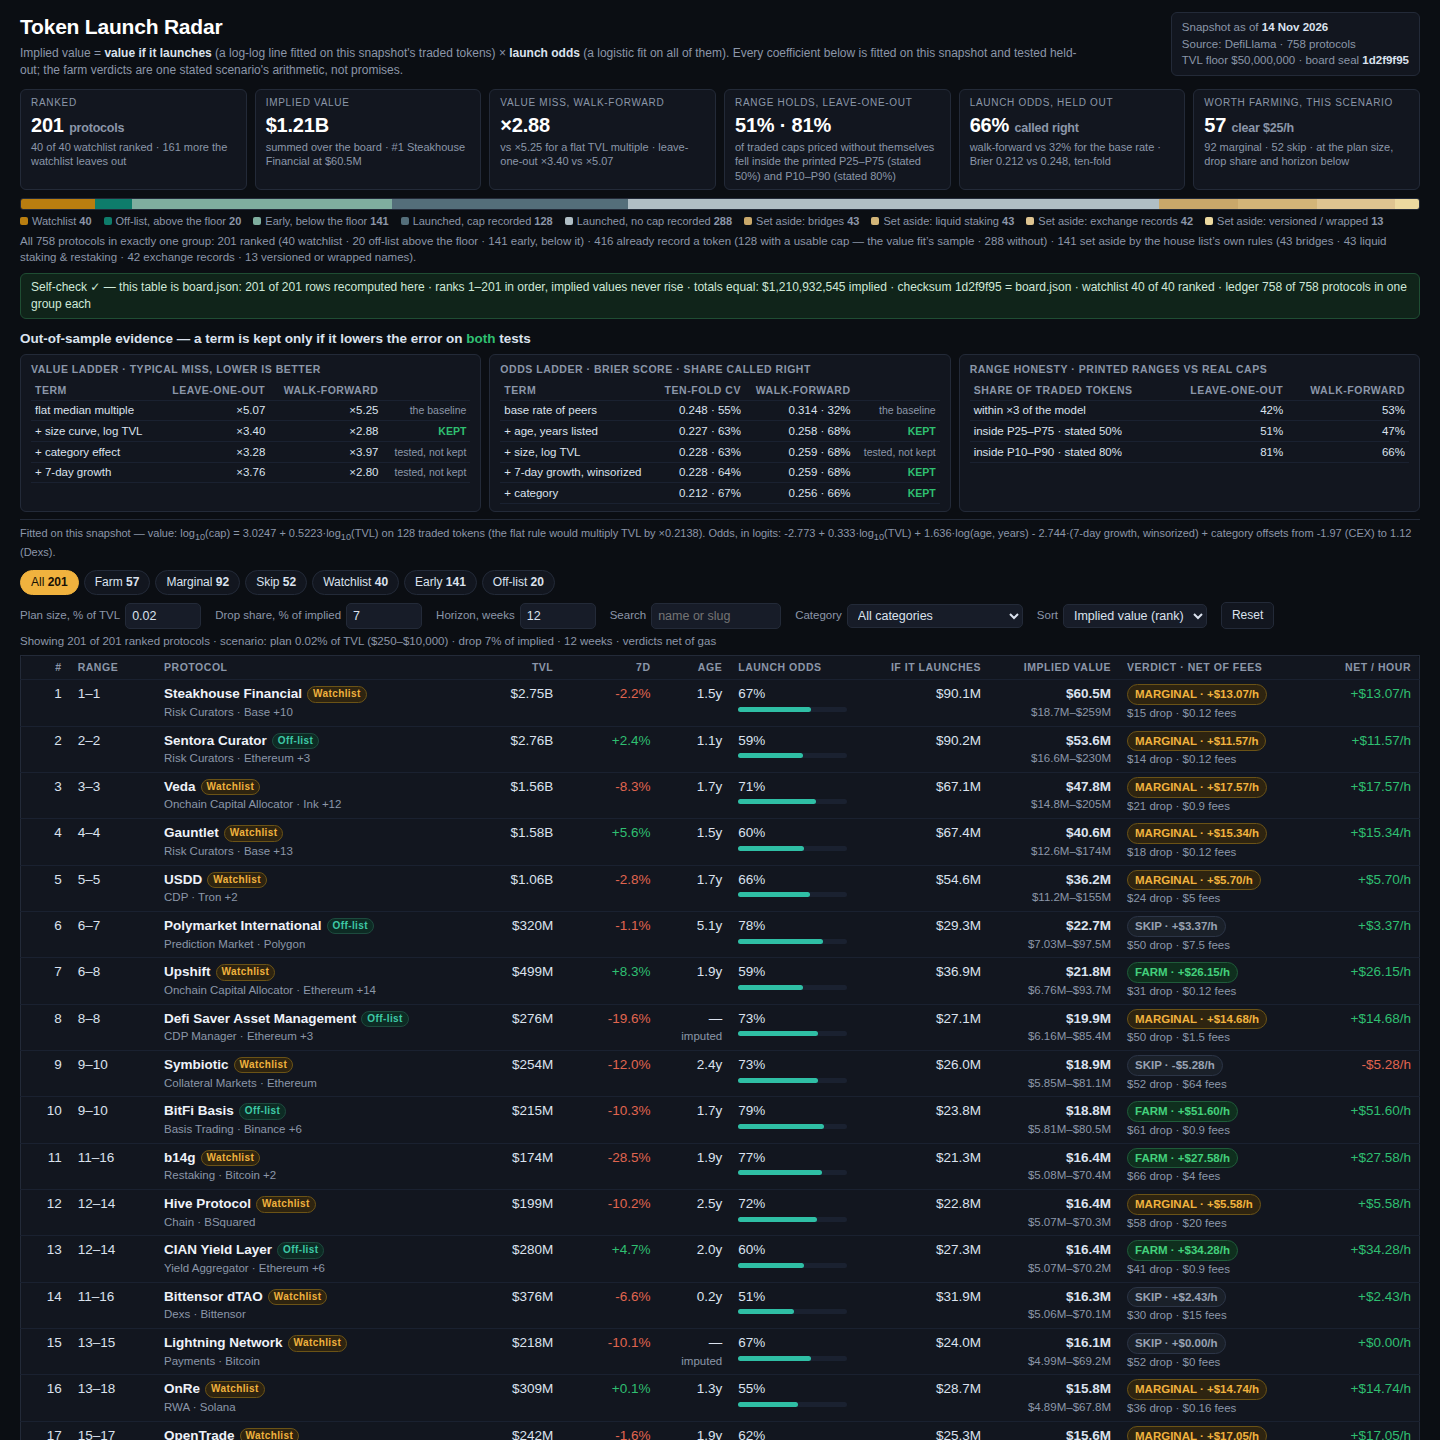 Token Launch Radar
Implied value = value if it launches (a log-log line fitted on this snapshot's traded tokens) × launch odds (a logistic fit on all of them). Every coefficient below is fitted on this snapshot and tested held-
out; the farm verdicts are one stated scenario's arithmetic, not promises.
Snapshot as of 14 Nov 2026
Source: DefiLlama · 758 protocols
TVL floor $50,000,000 · board seal 1d2f9f95
RANKED
201 protocols
40 of 40 watchlist ranked · 161 more the
watchlist leaves out
IMPLIED VALUE
$1.21B
summed over the board · #1 Steakhouse
Financial at $60.5M
VALUE MISS, WALK-FORWARD
×2.88
vs ×5.25 for a flat TVL multiple · leave-
one-out ×3.40 vs ×5.07
RANGE HOLDS, LEAVE-ONE-OUT
51% · 81%
of traded caps priced without themselves
fell inside the printed P25–P75 (stated
50%) and P10–P90 (stated 80%)
LAUNCH ODDS, HELD OUT
66% called right
walk-forward vs 32% for the base rate ·
Brier 0.212 vs 0.248, ten-fold
WORTH FARMING, THIS SCENARIO
57 clear $25/h
92 marginal · 52 skip · at the plan size,
drop share and horizon below
Watchlist 40 Off-list, above the floor 20 Early, below the floor 141 Launched, cap recorded 128 Launched, no cap recorded 288 Set aside: bridges 43 Set aside: liquid staking 43 Set aside: exchange records 42 Set aside: versioned / wrapped 13
All 758 protocols in exactly one group: 201 ranked (40 watchlist · 20 off-list above the floor · 141 early, below it) · 416 already record a token (128 with a usable cap — the value fit's sample · 288 without) · 141 set aside by the house list's own rules (43 bridges · 43 liquid
staking & restaking · 42 exchange records · 13 versioned or wrapped names).
Self-check ✓ — this table is board.json: 201 of 201 rows recomputed here · ranks 1–201 in order, implied values never rise · totals equal: $1,210,932,545 implied · checksum 1d2f9f95 = board.json · watchlist 40 of 40 ranked · ledger 758 of 758 protocols in one
group each
Out-of-sample evidence — a term is kept only if it lowers the error on both tests
VALUE LADDER · TYPICAL MISS, LOWER IS BETTER
TERM LEAVE-ONE-OUT WALK-FORWARD
flat median multiple ×5.07 ×5.25 the baseline
+ size curve, log TVL ×3.40 ×2.88 KEPT
+ category effect ×3.28 ×3.97 tested, not kept
+ 7-day growth ×3.76 ×2.80 tested, not kept
ODDS LADDER · BRIER SCORE · SHARE CALLED RIGHT
TERM TEN-FOLD CV WALK-FORWARD
base rate of peers 0.248 · 55% 0.314 · 32% the baseline
+ age, years listed 0.227 · 63% 0.258 · 68% KEPT
+ size, log TVL 0.228 · 63% 0.259 · 68% tested, not kept
+ 7-day growth, winsorized 0.228 · 64% 0.259 · 68% KEPT
+ category 0.212 · 67% 0.256 · 66% KEPT
RANGE HONESTY · PRINTED RANGES VS REAL CAPS
SHARE OF TRADED TOKENS LEAVE-ONE-OUT WALK-FORWARD
within ×3 of the model 42% 53%
inside P25–P75 · stated 50% 51% 47%
inside P10–P90 · stated 80% 81% 66%
Fitted on this snapshot — value: log10(cap) = 3.0247 + 0.5223·log10(TVL) on 128 traded tokens (the flat rule would multiply TVL by ×0.2138). Odds, in logits: -2.773 + 0.333·log10(TVL) + 1.636·log(age, years) - 2.744·(7-day growth, winsorized) + category offsets from -1.97 (CEX) to 1.12
(Dexs).
All 201 Farm 57 Marginal 92 Skip 52 Watchlist 40 Early 141 Off-list 20
Plan size, % of TVL 0.02 Drop share, % of implied 7 Horizon, weeks 12 Search name or slug Category All categories Sort Implied value (rank) Reset
Showing 201 of 201 ranked protocols · scenario: plan 0.02% of TVL ($250–$10,000) · drop 7% of implied · 12 weeks · verdicts net of gas
# RANGE PROTOCOL TVL 7D AGE LAUNCH ODDS IF IT LAUNCHES IMPLIED VALUE VERDICT · NET OF FEES NET / HOUR
1 1–1 Steakhouse Financial Watchlist $2.75B -2.2% 1.5y 67% $90.1M $60.5M MARGINAL · +$13.07/h +$13.07/h
Risk Curators · Base +10 $18.7M–$259M $15 drop · $0.12 fees
2 2–2 Sentora Curator Off-list $2.76B +2.4% 1.1y 59% $90.2M $53.6M MARGINAL · +$11.57/h +$11.57/h
Risk Curators · Ethereum +3 $16.6M–$230M $14 drop · $0.12 fees
3 3–3 Veda Watchlist $1.56B -8.3% 1.7y 71% $67.1M $47.8M MARGINAL · +$17.57/h +$17.57/h
Onchain Capital Allocator · Ink +12 $14.8M–$205M $21 drop · $0.9 fees
4 4–4 Gauntlet Watchlist $1.58B +5.6% 1.5y 60% $67.4M $40.6M MARGINAL · +$15.34/h +$15.34/h
Risk Curators · Base +13 $12.6M–$174M $18 drop · $0.12 fees
5 5–5 USDD Watchlist $1.06B -2.8% 1.7y 66% $54.6M $36.2M MARGINAL · +$5.70/h +$5.70/h
CDP · Tron +2 $11.2M–$155M $24 drop · $5 fees
6 6–7 Polymarket International Off-list $320M -1.1% 5.1y 78% $29.3M $22.7M SKIP · +$3.37/h +$3.37/h
Prediction Market · Polygon $7.03M–$97.5M $50 drop · $7.5 fees
7 6–8 Upshift Watchlist $499M +8.3% 1.9y 59% $36.9M $21.8M FARM · +$26.15/h +$26.15/h
Onchain Capital Allocator · Ethereum +14 $6.76M–$93.7M $31 drop · $0.12 fees
8 8–8 Defi Saver Asset Management Off-list $276M -19.6% — 73% $27.1M $19.9M MARGINAL · +$14.68/h +$14.68/h
CDP Manager · Ethereum +3 imputed $6.16M–$85.4M $50 drop · $1.5 fees
9 9–10 Symbiotic Watchlist $254M -12.0% 2.4y 73% $26.0M $18.9M SKIP · -$5.28/h -$5.28/h
Collateral Markets · Ethereum $5.85M–$81.1M $52 drop · $64 fees
10 9–10 BitFi Basis Off-list $215M -10.3% 1.7y 79% $23.8M $18.8M FARM · +$51.60/h +$51.60/h
Basis Trading · Binance +6 $5.81M–$80.5M $61 drop · $0.9 fees
11 11–16 b14g Watchlist $174M -28.5% 1.9y 77% $21.3M $16.4M FARM · +$27.58/h +$27.58/h
Restaking · Bitcoin +2 $5.08M–$70.4M $66 drop · $4 fees
12 12–14 Hive Protocol Watchlist $199M -10.2% 2.5y 72% $22.8M $16.4M MARGINAL · +$5.58/h +$5.58/h
Chain · BSquared $5.07M–$70.3M $58 drop · $20 fees
13 12–14 CIAN Yield Layer Off-list $280M +4.7% 2.0y 60% $27.3M $16.4M FARM · +$34.28/h +$34.28/h
Yield Aggregator · Ethereum +6 $5.07M–$70.2M $41 drop · $0.9 fees
14 11–16 Bittensor dTAO Watchlist $376M -6.6% 0.2y 51% $31.9M $16.3M SKIP · +$2.43/h +$2.43/h
Dexs · Bittensor $5.06M–$70.1M $30 drop · $15 fees
15 13–15 Lightning Network Watchlist $218M -10.1% — 67% $24.0M $16.1M SKIP · +$0.00/h +$0.00/h
Payments · Bitcoin imputed $4.99M–$69.2M $52 drop · $0 fees
16 13–18 OnRe Watchlist $309M +0.1% 1.3y 55% $28.7M $15.8M MARGINAL · +$14.74/h +$14.74/h
RWA · Solana $4.89M–$67.8M $36 drop · $0.16 fees
17 15–17 OpenTrade Watchlist $242M -1.6% 1.9y 62% $25.3M $15.6M MARGINAL · +$17.05/h +$17.05/h